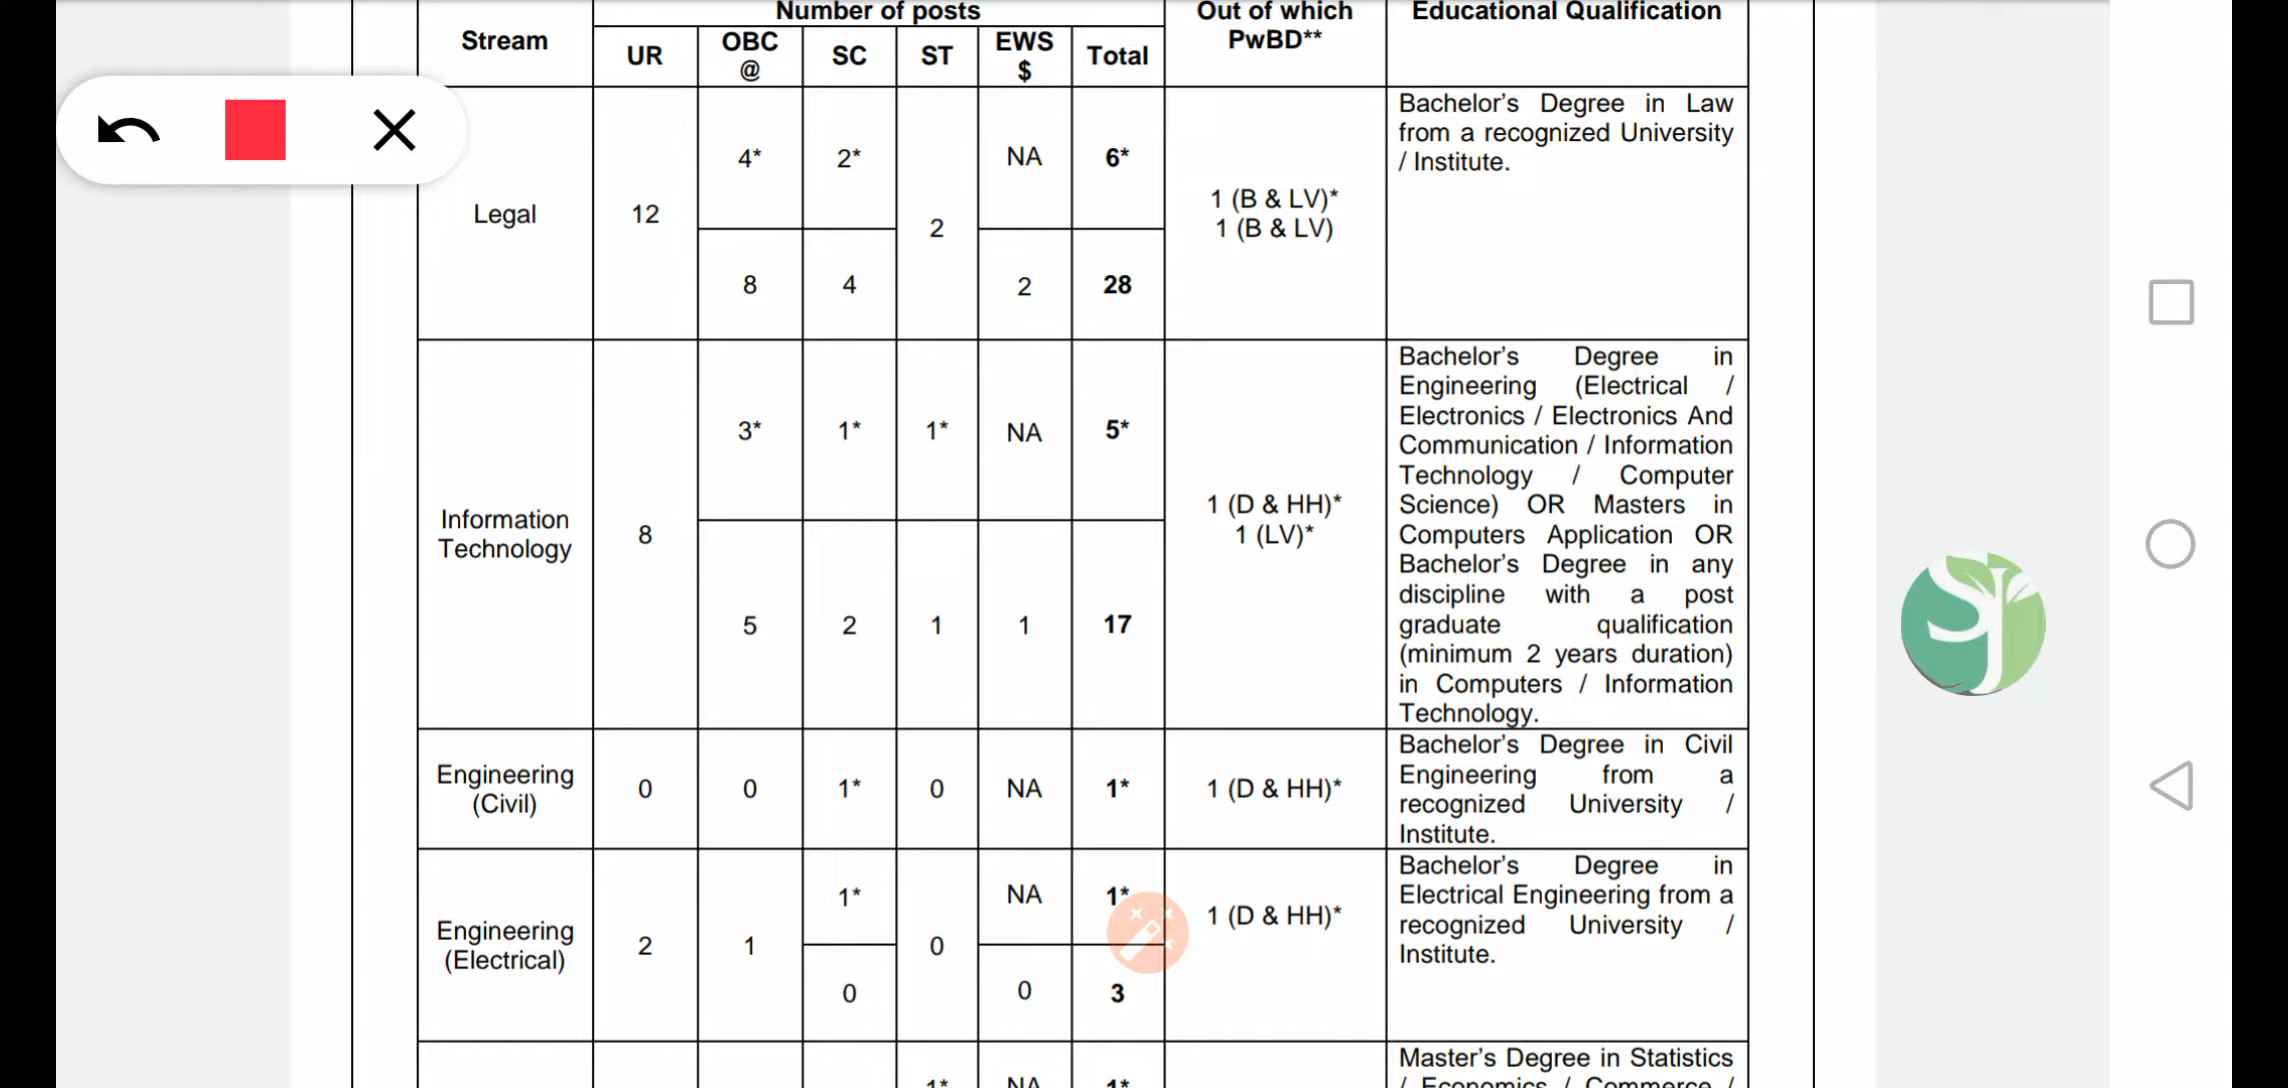 Number of posts
Out of which
PwBD**
Educational Qualification
Stream
UR
OBC
@
SC
ST
EWS
$
Total
Legal
12
4*
2*
2
NA
6*
8
4
2
28
1 (B & LV)*
1 (B & LV)
Bachelor’s Degree in Law
from a recognized University
/ Institute.
Information
Technology
8
3*
1*
1*
NA
5*
5
2
1
1
17
1 (D & HH)*
1 (LV)*
Bachelor’s Degree in
Engineering (Electrical /
Electronics / Electronics And
Communication / Information
Technology / Computer
Science) OR Masters in
Computers Application OR
Bachelor’s Degree in any
discipline with a post
graduate qualification
(minimum 2 years duration)
in Computers / Information
Technology.
Engineering
(Civil)
0
0
1*
0
NA
1*
1 (D & HH)*
Bachelor’s Degree in Civil
Engineering from a
recognized University /
Institute.
Engineering
(Electrical)
2
1
1*
0
NA
1*
0
0
3
1 (D & HH)*
Bachelor’s Degree in
Electrical Engineering from a
recognized University /
Institute.
1*
NA
1*
Master’s Degree in Statistics
/ Economics / Commerce /